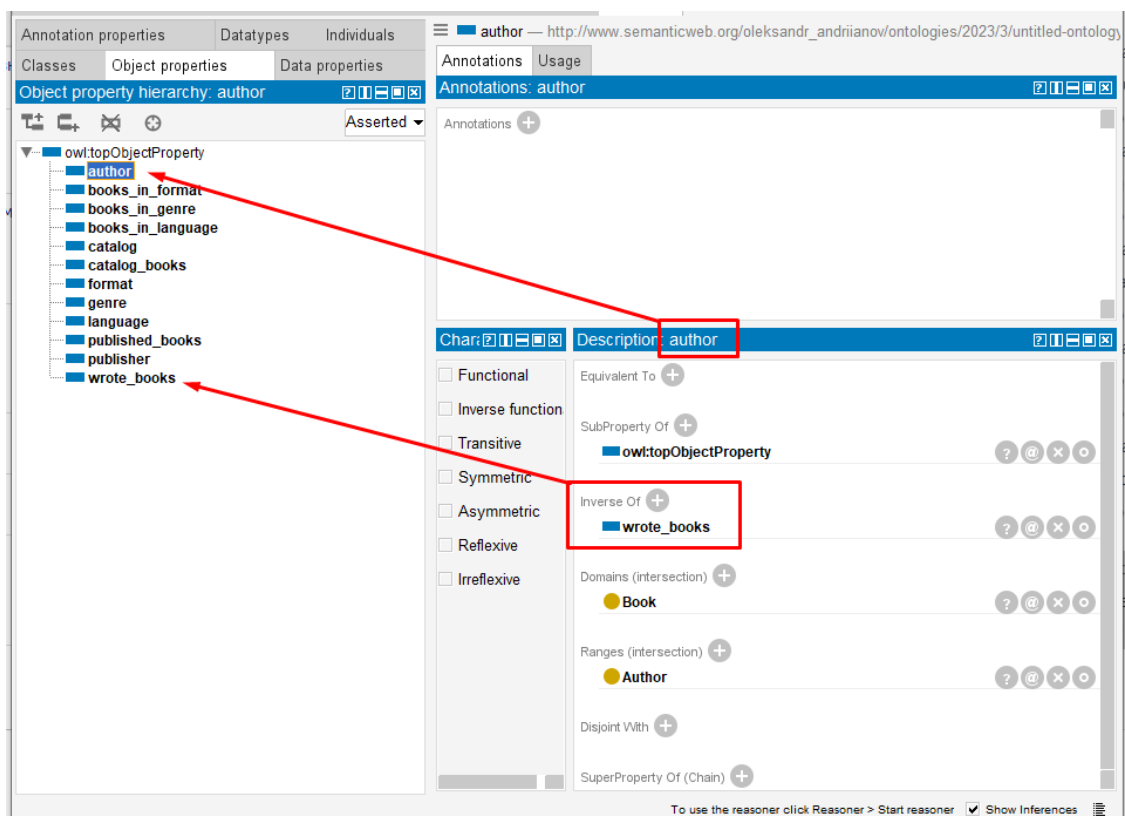 Annotation properties Datatypes Individuals
Classes Object properties Data properties
Object property hierarchy: author
Asserted
owl:topObjectProperty
author
books_in_format
books_in_genre
books_in_language
catalog
catalog_books
format
genre
language
published_books
publisher
wrote_books
author — http://www.semanticweb.org/oleksandr_andriianov/ontologies/2023/3/untitled-ontology
Annotations Usage
Annotations: author
Annotations
Chara
Functional
Inverse function
Transitive
Symmetric
Asymmetric
Reflexive
Irreflexive
Description: author
Equivalent To
SubProperty Of
owl:topObjectProperty
Inverse Of
wrote_books
Domains (intersection)
Book
Ranges (intersection)
Author
Disjoint With
SuperProperty Of (Chain)
To use the reasoner click Reasoner > Start reasoner Show Inferences